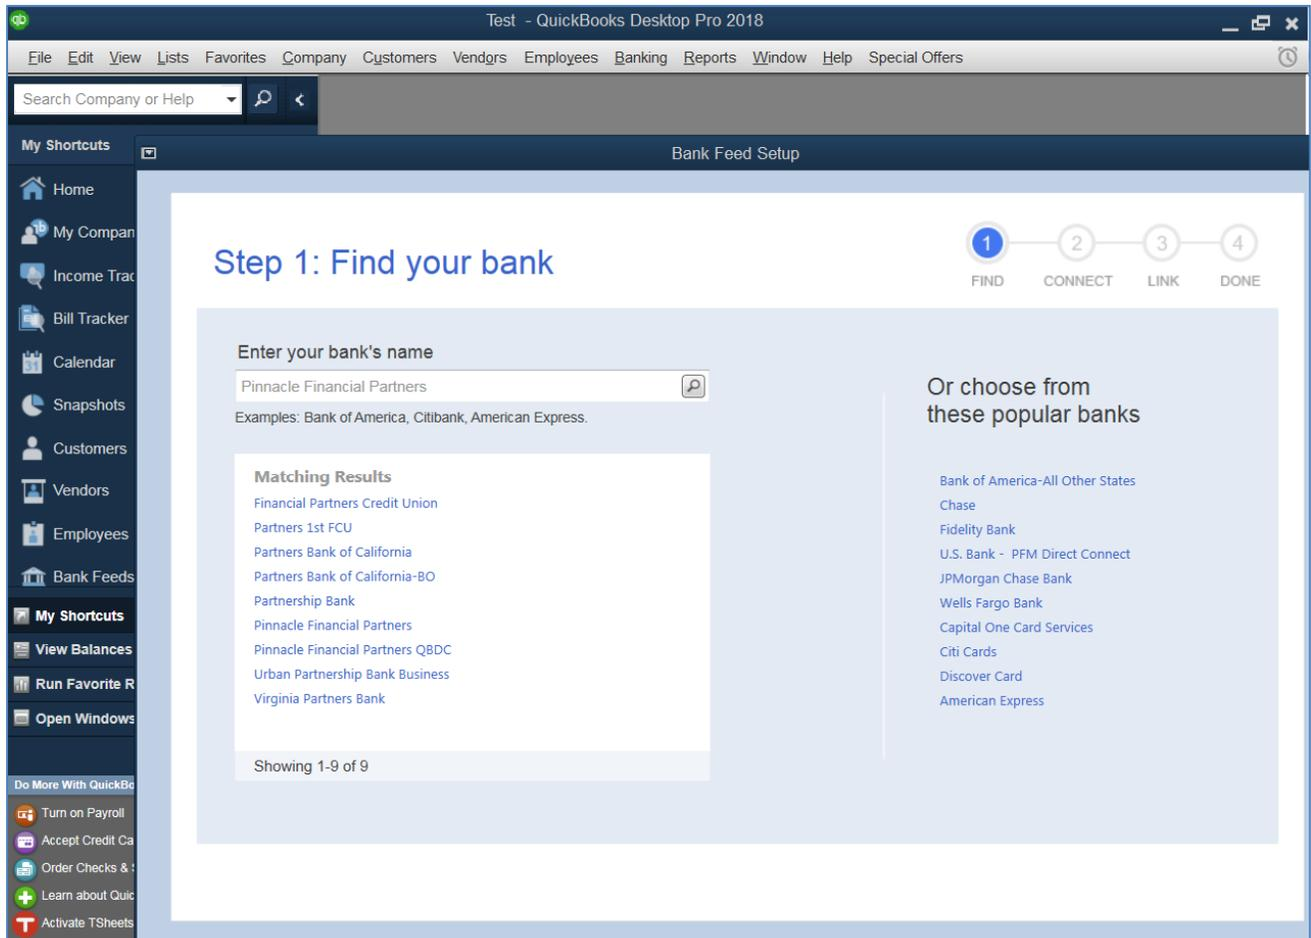 qb
Test - QuickBooks Desktop Pro 2018
File Edit View Lists Favorites Company Customers Vendors Employees Banking Reports Window Help Special Offers
Search Company or Help
My Shortcuts
Home
My Compan
Income Trac
Bill Tracker
31
Calendar
Snapshots
Customers
Vendors
Employees
Bank Feeds
My Shortcuts
View Balances
Run Favorite R
Open Windows
Do More With QuickBo
Turn on Payroll
Accept Credit Ca
Order Checks &
Learn about Quic
Activate TSheets
Bank Feed Setup
Step 1: Find your bank
1 2 3 4
FIND CONNECT LINK DONE
Enter your bank's name
Pinnacle Financial Partners
Examples: Bank of America, Citibank, American Express.
Matching Results
Financial Partners Credit Union
Partners 1st FCU
Partners Bank of California
Partners Bank of California-BO
Partnership Bank
Pinnacle Financial Partners
Pinnacle Financial Partners QBDC
Urban Partnership Bank Business
Virginia Partners Bank
Showing 1-9 of 9
Or choose from
these popular banks
Bank of America-All Other States
Chase
Fidelity Bank
U.S. Bank - PFM Direct Connect
JPMorgan Chase Bank
Wells Fargo Bank
Capital One Card Services
Citi Cards
Discover Card
American Express